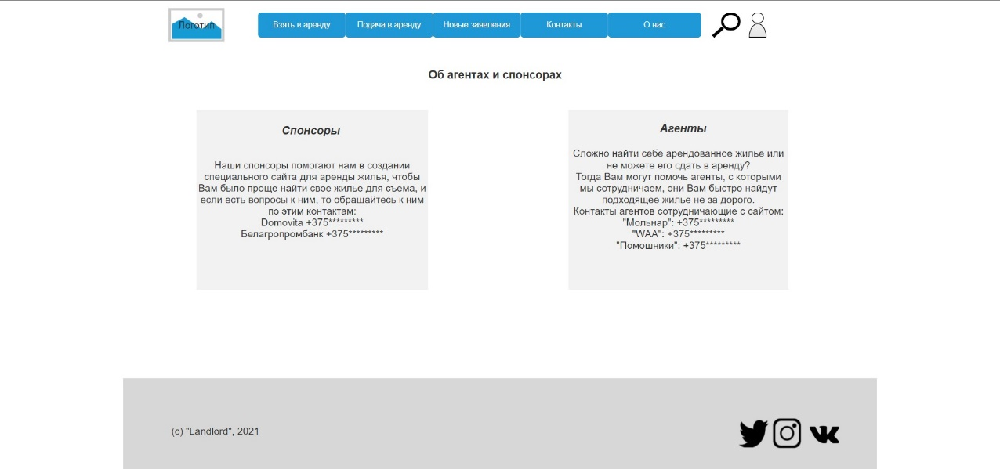 Логотип
Взять в аренду
Подача в аренду
Новые заявления
Контакты
О нас
Об агентах и спонсорах
Спонсоры
Наши спонсоры помогают нам в создании
специального сайта для аренды жилья, чтобы
Вам было проще найти свое жилье для съема, и
если есть вопросы к ним, то обращайтесь к ним
по этим контактам:
Domovita +375*********
Белагропромбанк +375*********
Агенты
Сложно найти себе арендованное жилье или
не можете его сдать в аренду?
Тогда Вам могут помочь агенты, с которыми
мы сотрудничаем, они Вам быстро найдут
подходящее жилье не за дорого.
Контакты агентов сотрудничающие с сайтом:
"Мольнар": +375*********
"WAA": +375*********
"Помошники": +375*********
(c) "Landlord", 2021